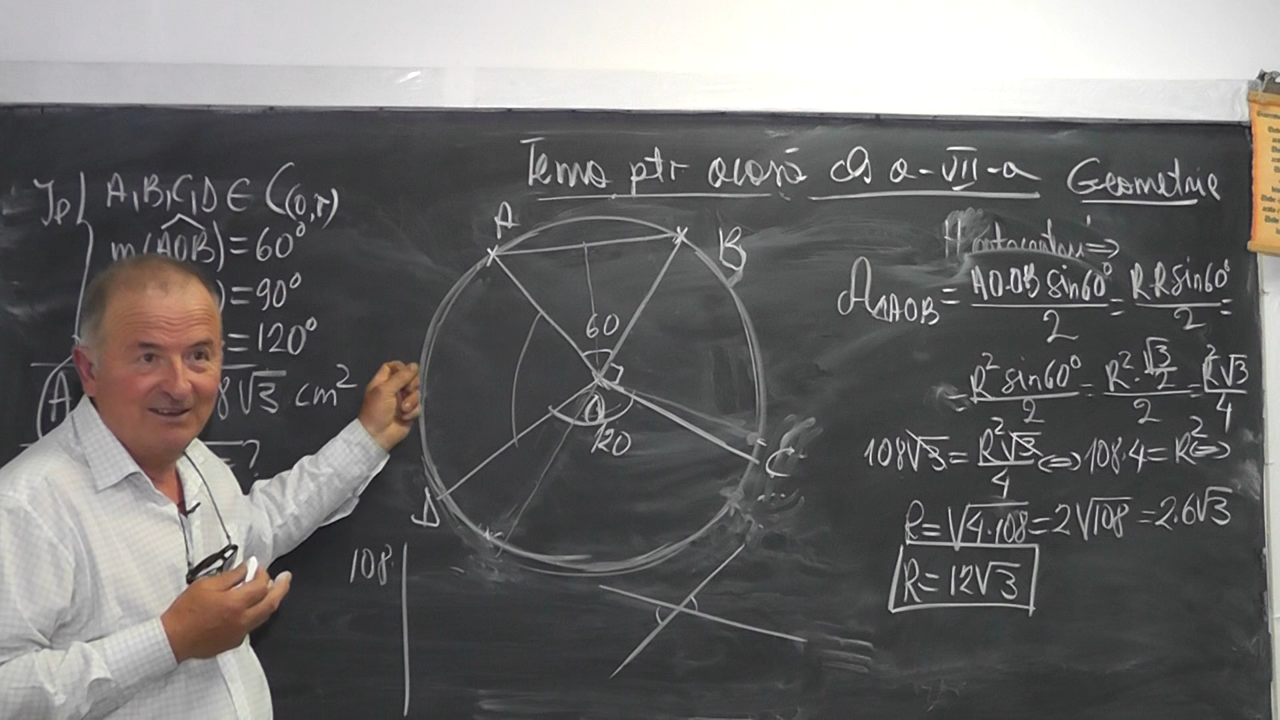 Tema ptr acasă cls a-VII-a Geometrie
Ip A,B,C,D ∈ C(O,r)
m(AOB)=60°
)=90°
=120°
8√3 cm²
=?
A
B
60
O
120
C
D
108
⇒
A△AOB = AO·OB sin60°/2 = R·R sin60°/2 =
= R² sin60°/2 = R²·√3/2/2 = R²√3/4
108√3 = R²√3/4 ⇔ 108·4 = R² ⇔
R=√4·108 = 2√108 = 2·6√3
R=12√3